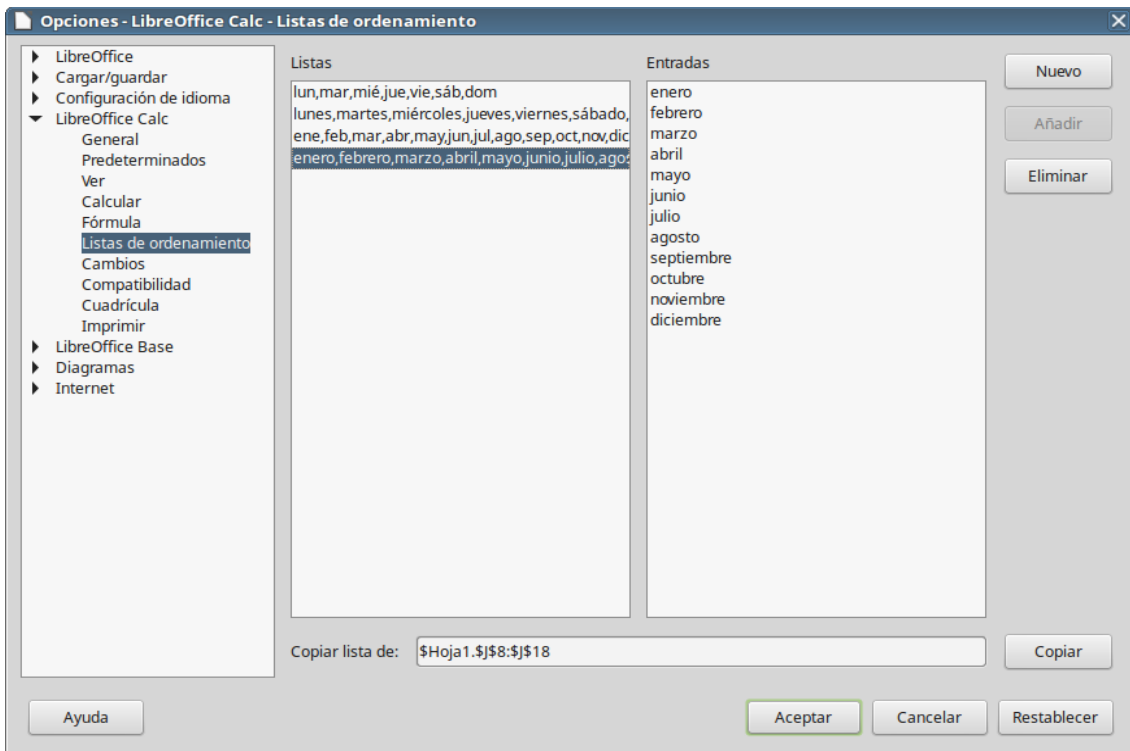 Opciones - LibreOffice Calc - Listas de ordenamiento
LibreOffice
Cargar/guardar
Configuración de idioma
LibreOffice Calc
General
Predeterminados
Ver
Calcular
Fórmula
Listas de ordenamiento
Cambios
Compatibilidad
Cuadrícula
Imprimir
LibreOffice Base
Diagramas
Internet
Listas
lun,mar,mié,jue,vie,sáb,dom
lunes,martes,miércoles,jueves,viernes,sábado,
ene,feb,mar,abr,may,jun,jul,ago,sep,oct,nov,dic
enero,febrero,marzo,abril,mayo,junio,julio,agos
Entradas
enero
febrero
marzo
abril
mayo
junio
julio
agosto
septiembre
octubre
noviembre
diciembre
Nuevo
Añadir
Eliminar
Copiar lista de: $Hoja1.$J$8:$J$18 Copiar
Ayuda Aceptar Cancelar Restablecer